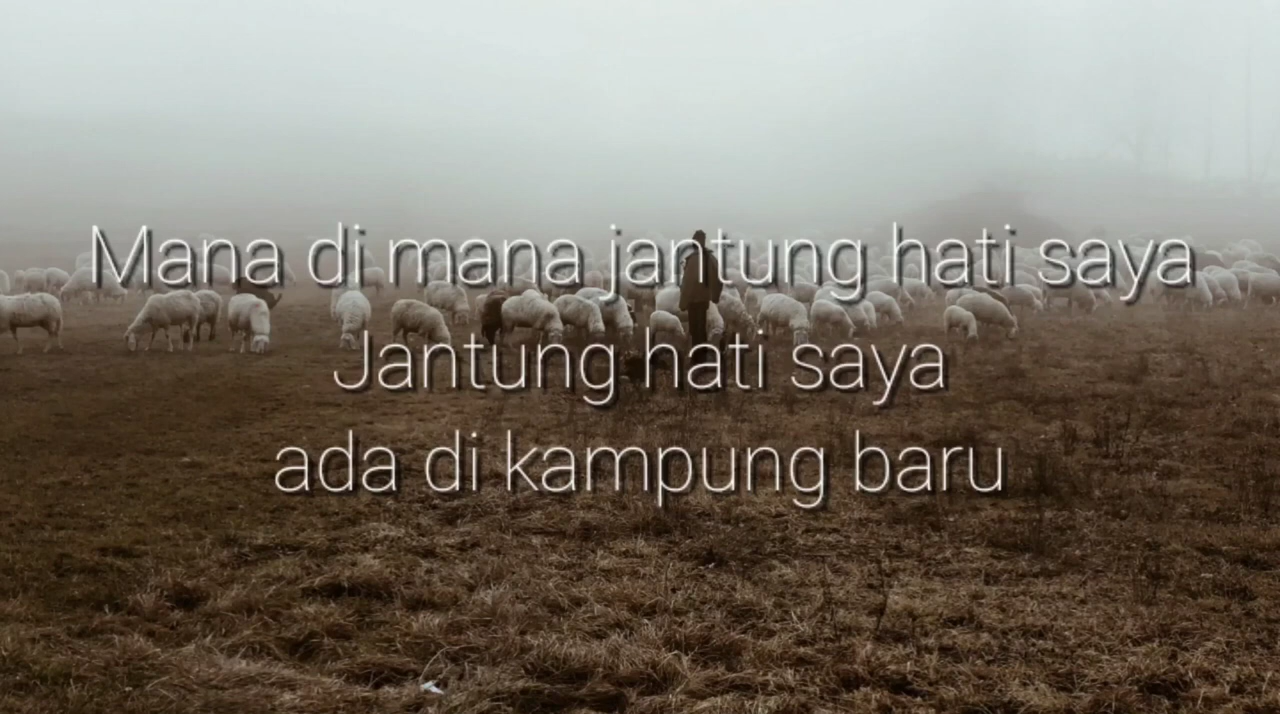 Mana di mana jantung hati saya
Jantung hati saya
ada di kampung baru